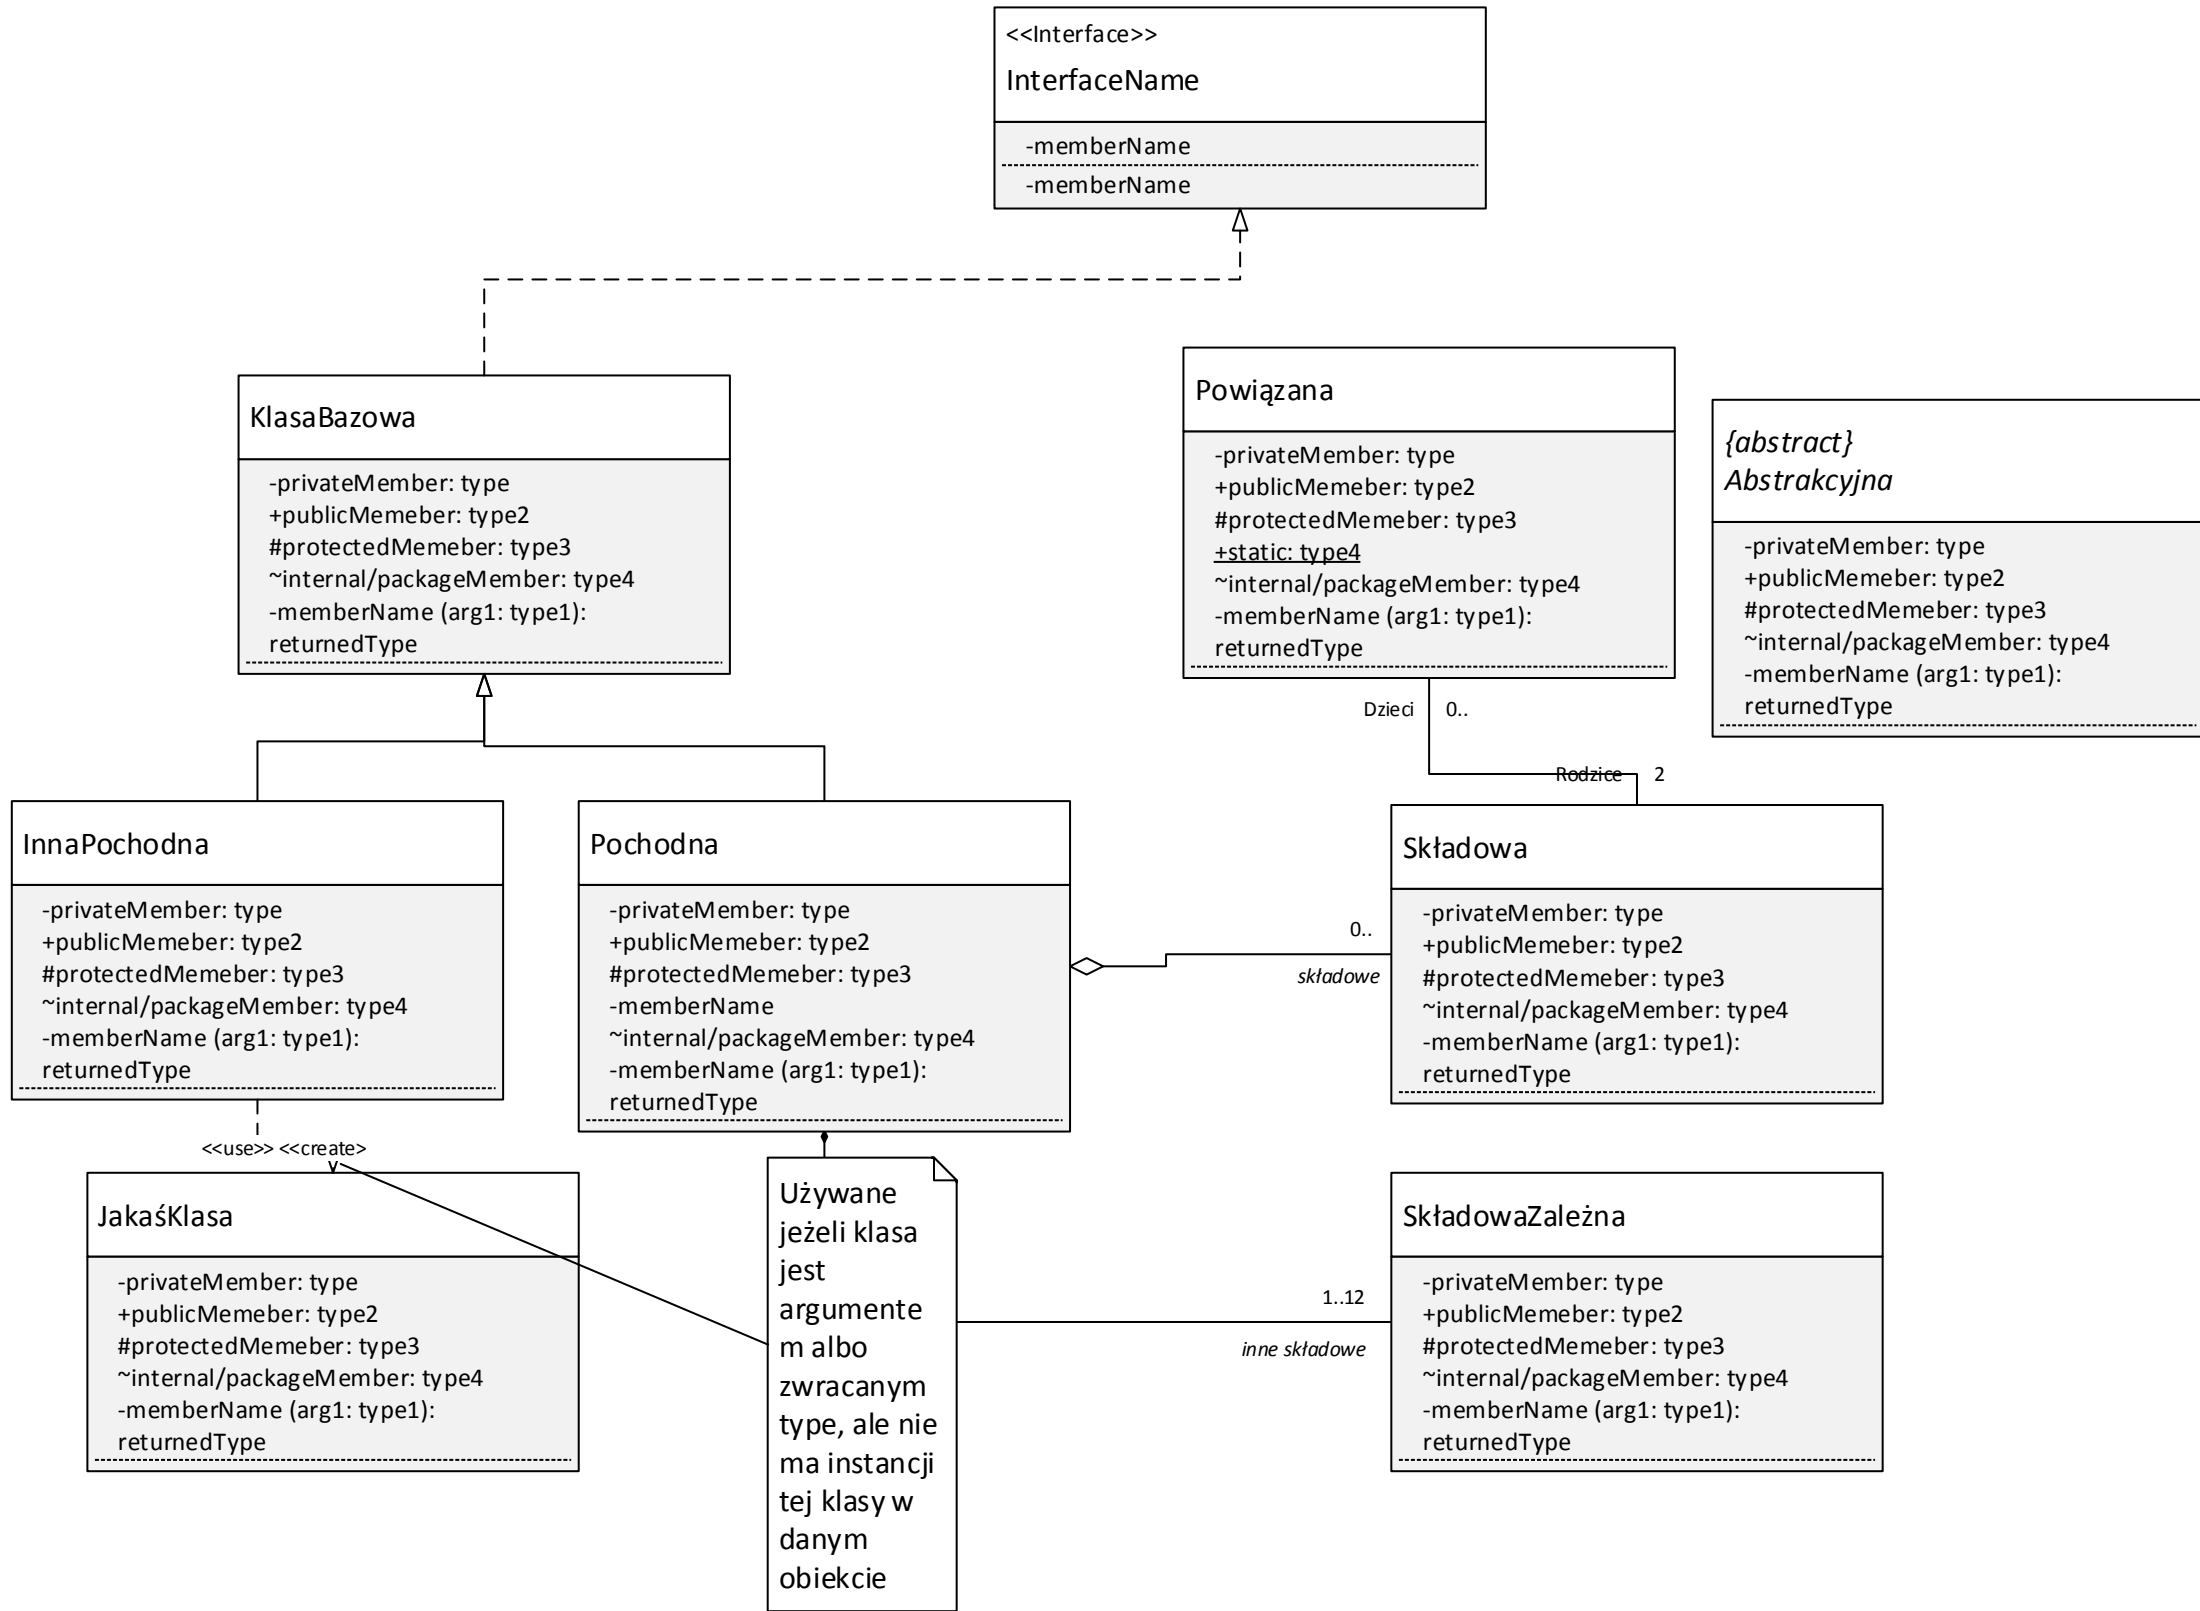 <<Interface>>
InterfaceName
-memberName
-memberName
KlasaBazowa
-privateMember: type
+publicMemeber: type2
#protectedMemeber: type3
~internal/packageMember: type4
-memberName (arg1: type1):
returnedType
Powiązana
-privateMember: type
+publicMemeber: type2
#protectedMemeber: type3
+static: type4
~internal/packageMember: type4
-memberName (arg1: type1):
returnedType
{abstract}
Abstrakcyjna
-privateMember: type
+publicMemeber: type2
#protectedMemeber: type3
~internal/packageMember: type4
-memberName (arg1: type1):
returnedType
Dzieci 0..
Rodzice 2
InnaPochodna
-privateMember: type
+publicMemeber: type2
#protectedMemeber: type3
~internal/packageMember: type4
-memberName (arg1: type1):
returnedType
Pochodna
-privateMember: type
+publicMemeber: type2
#protectedMemeber: type3
-memberName
~internal/packageMember: type4
-memberName (arg1: type1):
returnedType
0..
składowe
Składowa
-privateMember: type
+publicMemeber: type2
#protectedMemeber: type3
~internal/packageMember: type4
-memberName (arg1: type1):
returnedType
<<use>> <<create>
JakaśKlasa
-privateMember: type
+publicMemeber: type2
#protectedMemeber: type3
~internal/packageMember: type4
-memberName (arg1: type1):
returnedType
Używane
jeżeli klasa
jest
argumente
m albo
zwracanym
type, ale nie
ma instancji
tej klasy w
danym
obiekcie
1..12
inne składowe
SkładowaZależna
-privateMember: type
+publicMemeber: type2
#protectedMemeber: type3
~internal/packageMember: type4
-memberName (arg1: type1):
returnedType